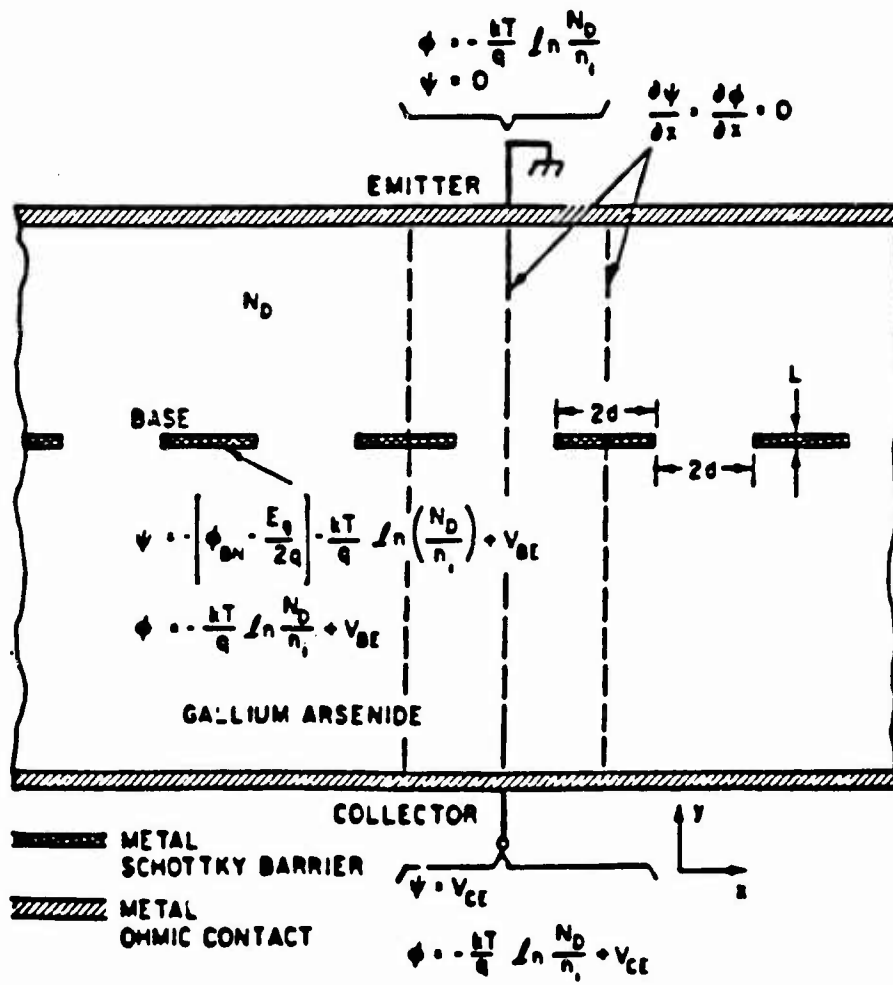 ϕ = - kT/q ln N_D/n_i
ψ = 0
∂ψ/∂x = ∂ϕ/∂x = 0
EMITTER
N_D
L
2d
BASE
2d
ψ = -[ϕ_BN - E_g/2q] - kT/q ln(N_D/n_i) + V_BE
ϕ = - kT/q ln N_D/n_i + V_BE
GALLIUM ARSENIDE
COLLECTOR
y
x
METAL
SCHOTTKY BARRIER
ψ = V_CE
METAL
OHMIC CONTACT
ϕ = - kT/q ln N_D/n_i + V_CE